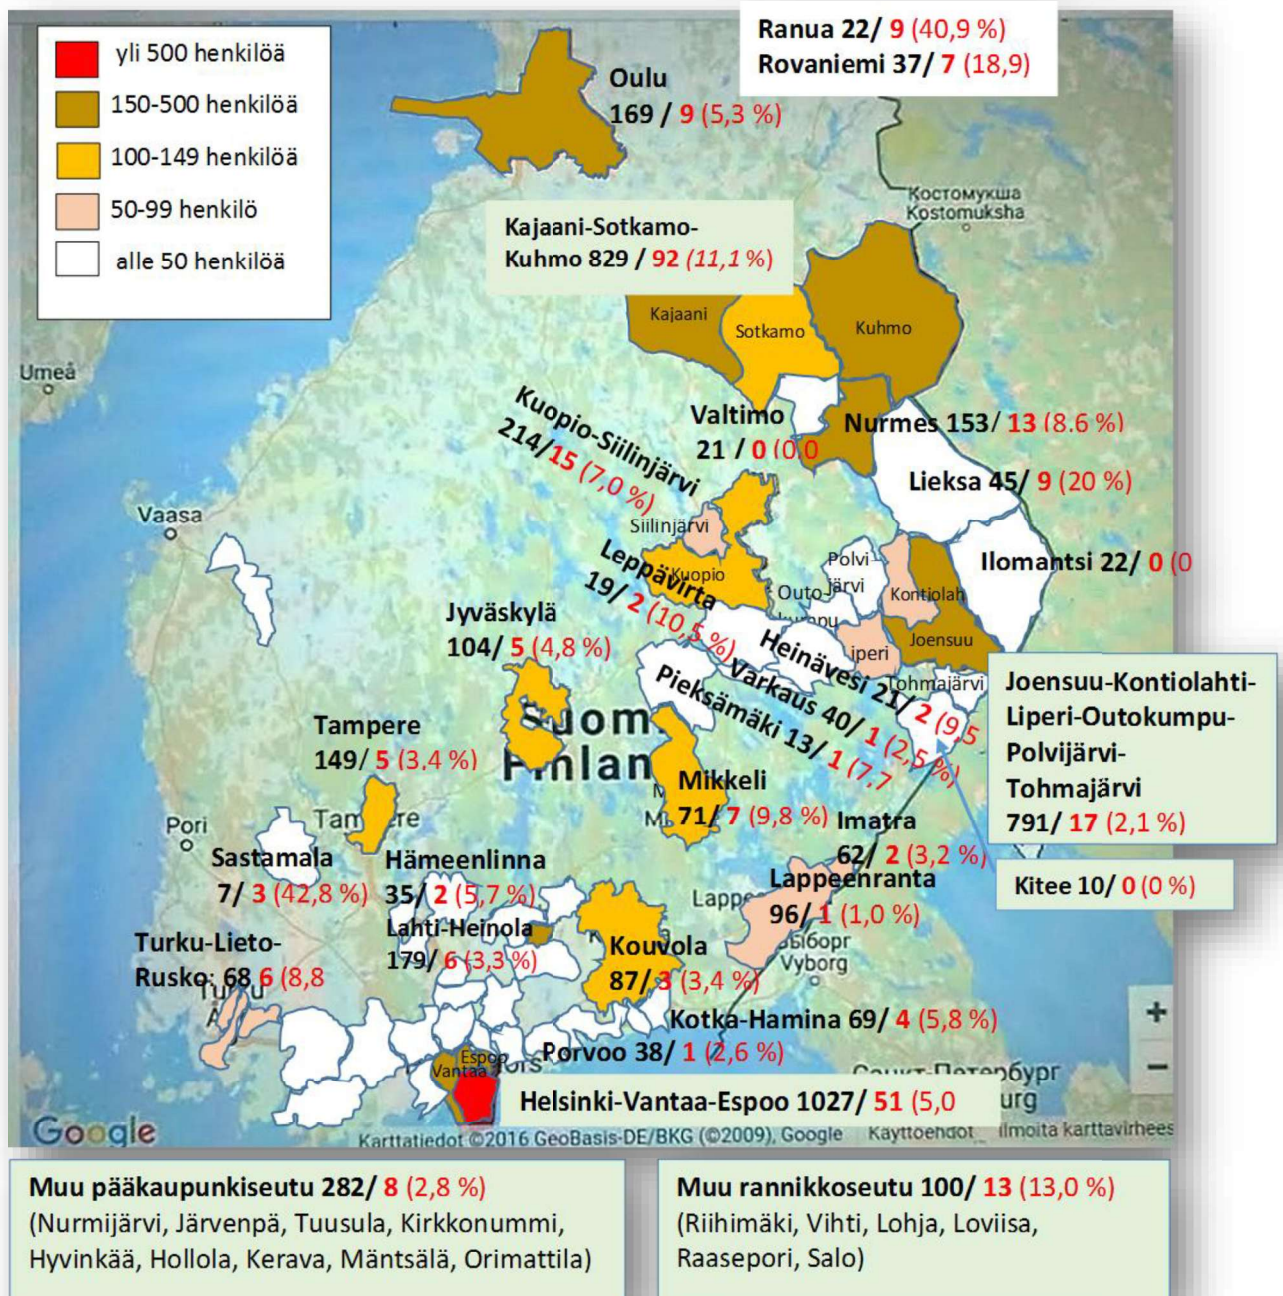 yli 500 henkilöä
150-500 henkilöä
100-149 henkilöä
50-99 henkilö
alle 50 henkilöä
Ranua 22/ 9 (40,9 %)
Rovaniemi 37/ 7 (18,9)
Oulu
169 / 9 (5,3 %)
Костомукша
Kostomuksha
Kajaani-Sotkamo-
Kuhmo 829 / 92 (11,1 %)
Kajaani
Sotkamo
Kuhmo
Umeå
Kuopio-Siilinjärvi
214/15 (7,0 %)
Valtimo
21 / 0 (0,0
Nurmes 153/ 13 (8.6 %)
Lieksa 45/ 9 (20 %)
Vaasa
Siilinjärvi
Kuopio
Leppävirta
19/ 2 (10,5 %)
Polvi-
järvi
Outo-
Kontiolah
Ilomantsi 22/ 0 (0
Joensuu
iperi
Tohmajärvi
Jyväskylä
104/ 5 (4,8 %)
Heinävesi 21/ 2 (9,5
Varkaus 40/ 1 (2,5 %)
Pieksämäki 13/ 1 (7,7
Joensuu-Kontiolahti-
Liperi-Outokumpu-
Polvijärvi-
Tohmajärvi
791/ 17 (2,1 %)
Suom
Finlan
Tampere
149/ 5 (3,4 %)
Mikkeli
71/ 7 (9,8 %)
Imatra
62/ 2 (3,2 %)
Pori
Sastamala
7/ 3 (42,8 %)
Hämeenlinna
35/ 2 (5,7 %)
Kitee 10/ 0 (0 %)
Lappeenranta
96/ 1 (1,0 %)
Lahti-Heinola
179/ 6 (3,3 %)
Kouvola
87/ 3 (3,4 %)
Выборг
Vyborg
Turku-Lieto-
Rusko: 68 6 (8,8
Kotka-Hamina 69/ 4 (5,8 %)
Porvoo 38/ 1 (2,6 %)
Espoo
Vantaa
Санкт-Петербург
urg
Helsinki-Vantaa-Espoo 1027/ 51 (5,0
+
−
Google
Karttatiedot ©2016 GeoBasis-DE/BKG (©2009), Google
Käyttöehdot
Ilmoita karttavirhees
Muu pääkaupunkiseutu 282/ 8 (2,8 %)
(Nurmijärvi, Järvenpä, Tuusula, Kirkkonummi,
Hyvinkää, Hollola, Kerava, Mäntsälä, Orimattila)
Muu rannikkoseutu 100/ 13 (13,0 %)
(Riihimäki, Vihti, Lohja, Loviisa,
Raasepori, Salo)